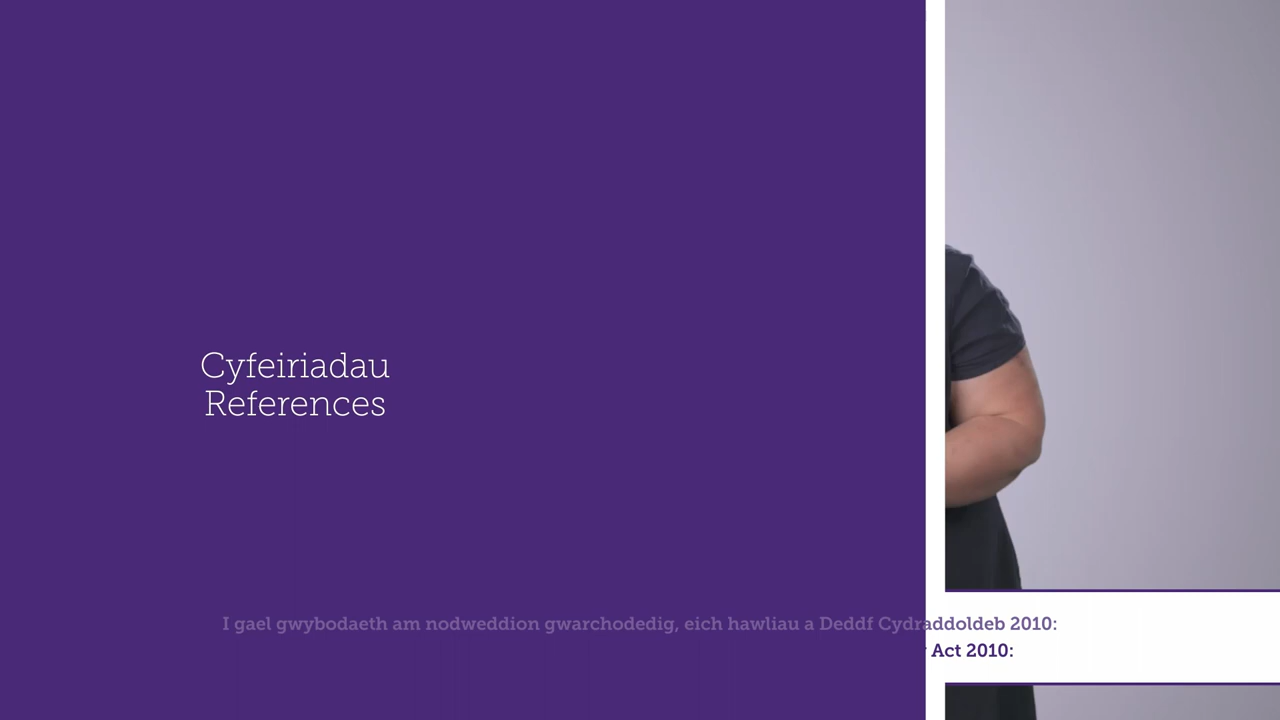 Cyfeiriadau
References
I gael gwybodaeth am nodweddion gwarchodedig, eich hawliau a Deddf Cydraddoldeb 2010:
Act 2010: